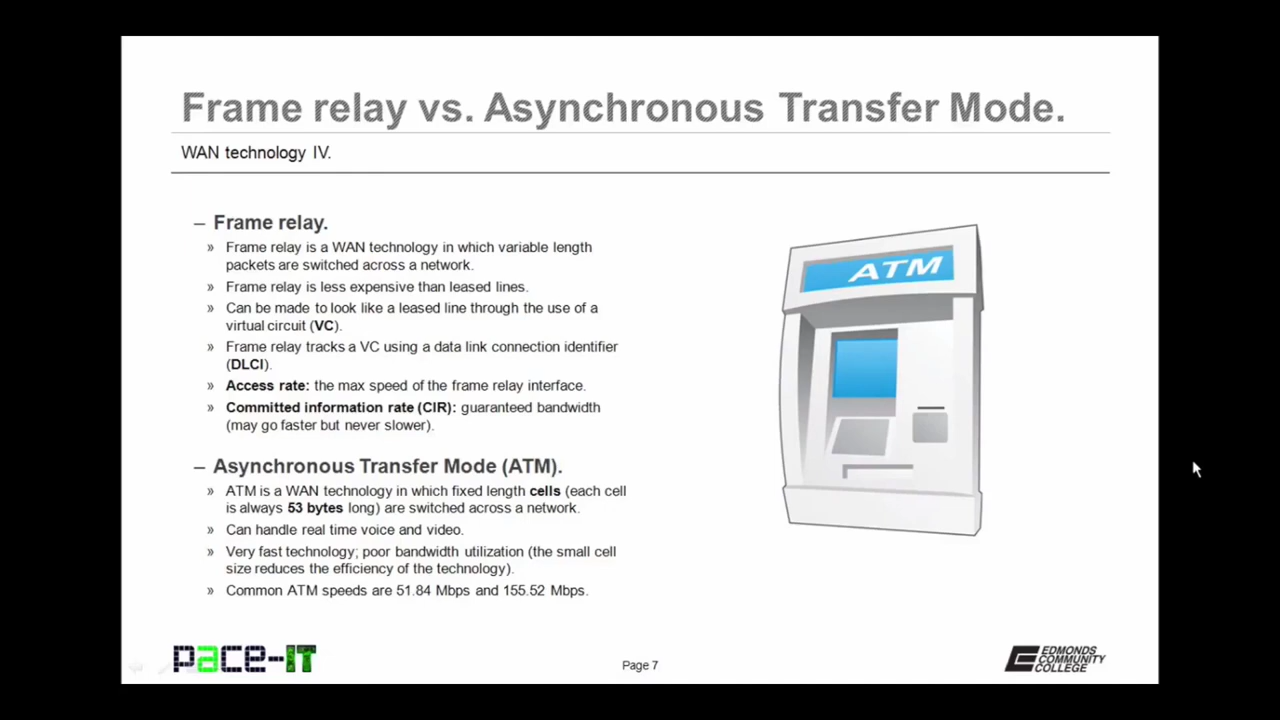 Frame relay vs. Asynchronous Transfer Mode.
WAN technology IV.
– Frame relay.
» Frame relay is a WAN technology in which variable length
packets are switched across a network.
» Frame relay is less expensive than leased lines.
» Can be made to look like a leased line through the use of a
virtual circuit (VC).
» Frame relay tracks a VC using a data link connection identifier
(DLCI).
» Access rate: the max speed of the frame relay interface.
» Committed information rate (CIR): guaranteed bandwidth
(may go faster but never slower).
– Asynchronous Transfer Mode (ATM).
» ATM is a WAN technology in which fixed length cells (each cell
is always 53 bytes long) are switched across a network.
» Can handle real time voice and video.
» Very fast technology; poor bandwidth utilization (the small cell
size reduces the efficiency of the technology).
» Common ATM speeds are 51.84 Mbps and 155.52 Mbps.
ATM
pace-IT
Page 7
EDMONDS
COMMUNITY
COLLEGE